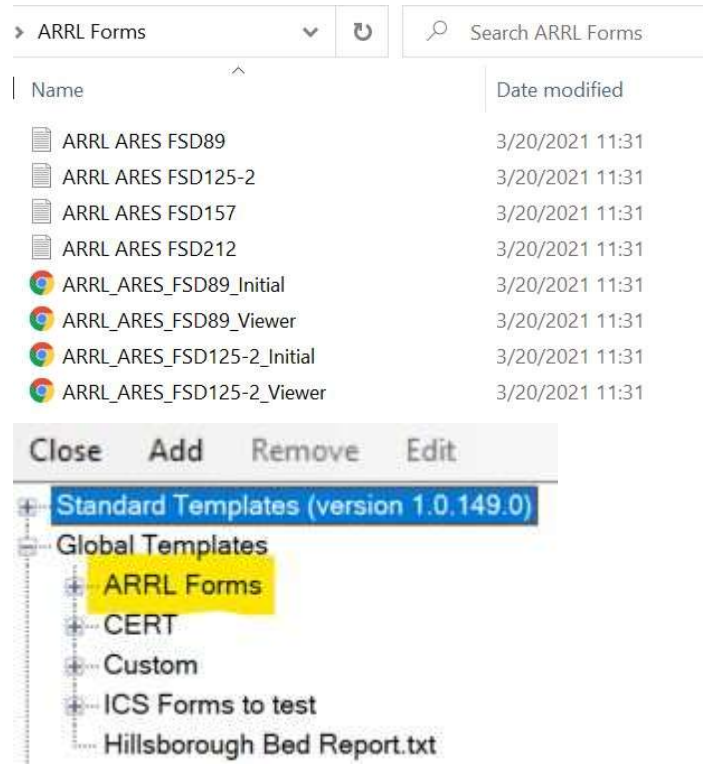 ARRL Forms
Search ARRL Forms
Name Date modified
ARRL ARES FSD89 3/20/2021 11:31
ARRL ARES FSD125-2 3/20/2021 11:31
ARRL ARES FSD157 3/20/2021 11:31
ARRL ARES FSD212 3/20/2021 11:31
ARRL_ARES_FSD89_Initial 3/20/2021 11:31
ARRL_ARES_FSD89_Viewer 3/20/2021 11:31
ARRL_ARES_FSD125-2_Initial 3/20/2021 11:31
ARRL_ARES_FSD125-2_Viewer 3/20/2021 11:31
Close Add Remove Edit
Standard Templates (version 1.0.149.0)
Global Templates
ARRL Forms
CERT
Custom
ICS Forms to test
Hillsborough Bed Report.txt